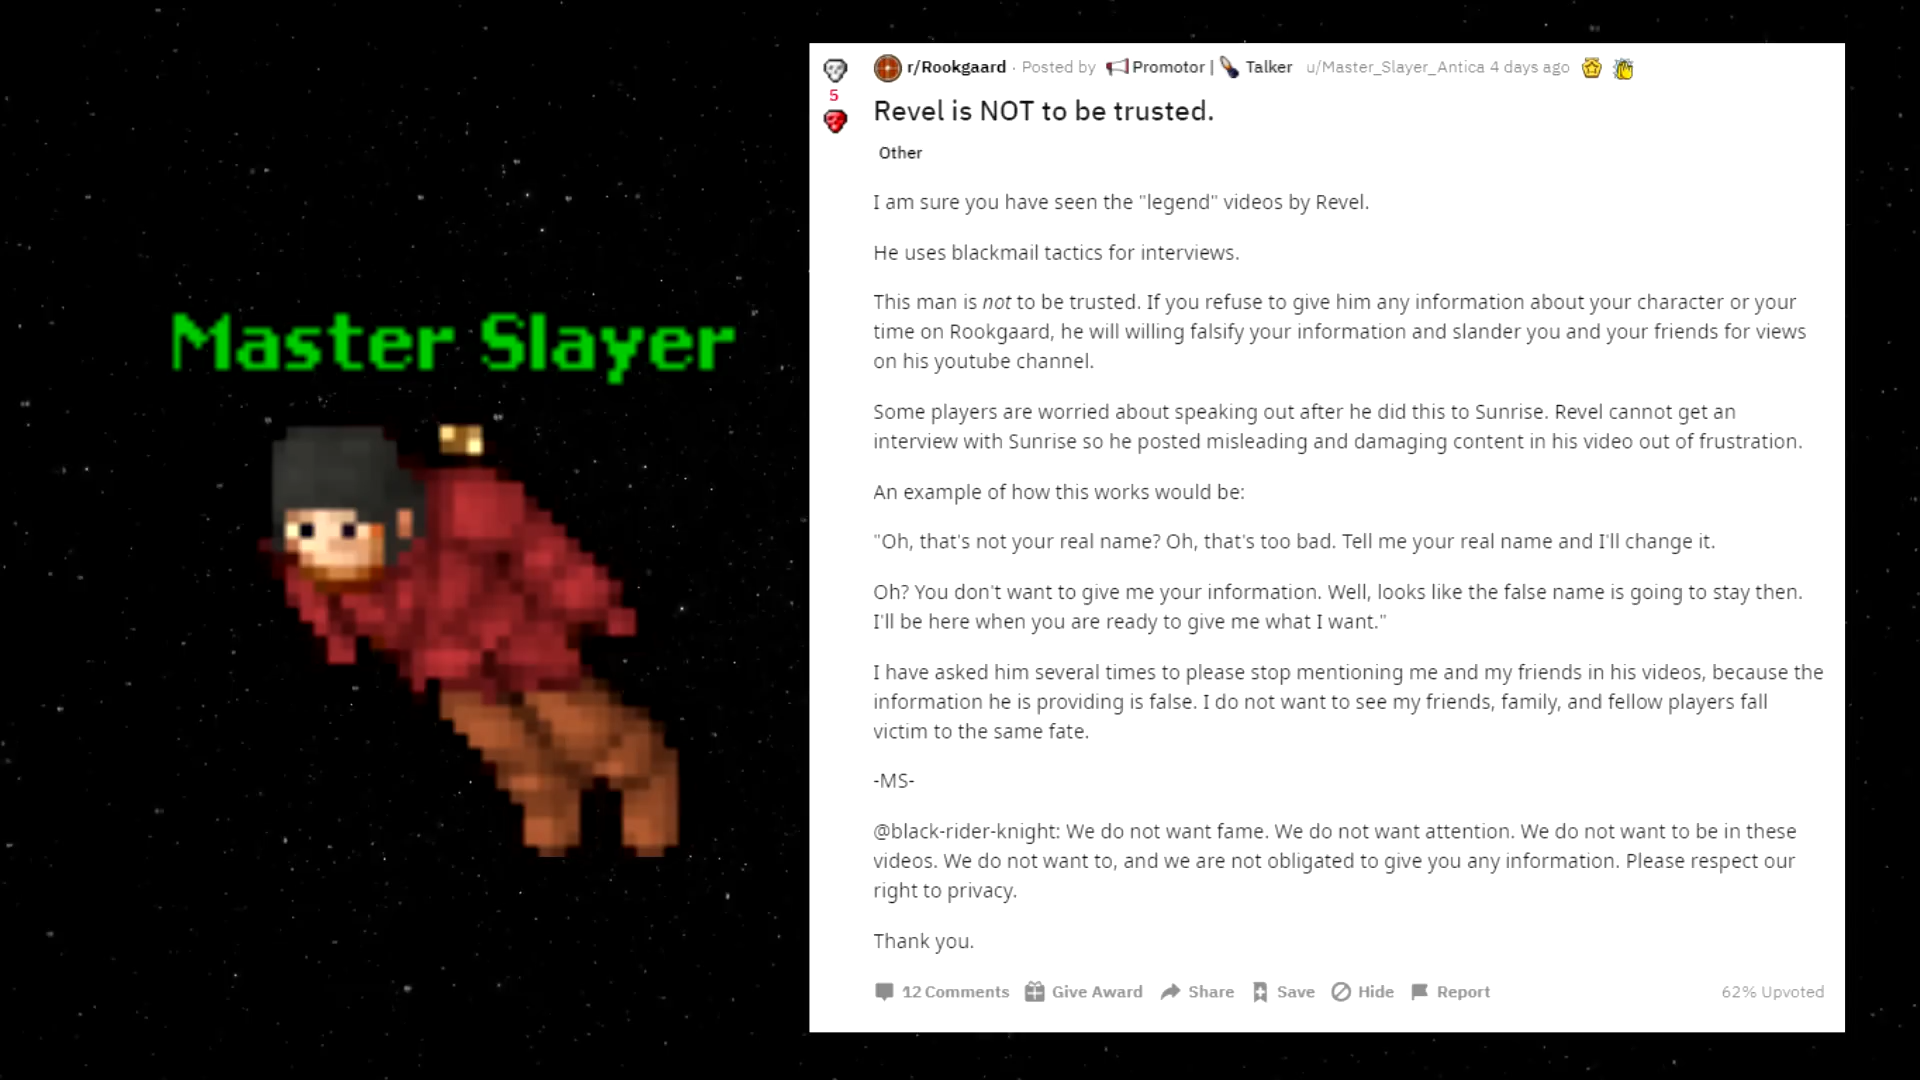 Master Slayer
r/Rookgaard · Posted by Promotor | Talker u/Master_Slayer_Antica 4 days ago
5
Revel is NOT to be trusted.
Other
I am sure you have seen the "legend" videos by Revel.
He uses blackmail tactics for interviews.
This man is not to be trusted. If you refuse to give him any information about your character or your
time on Rookgaard, he will willing falsify your information and slander you and your friends for views
on his youtube channel.
Some players are worried about speaking out after he did this to Sunrise. Revel cannot get an
interview with Sunrise so he posted misleading and damaging content in his video out of frustration.
An example of how this works would be:
"Oh, that's not your real name? Oh, that's too bad. Tell me your real name and I'll change it.
Oh? You don't want to give me your information. Well, looks like the false name is going to stay then.
I'll be here when you are ready to give me what I want."
I have asked him several times to please stop mentioning me and my friends in his videos, because the
information he is providing is false. I do not want to see my friends, family, and fellow players fall
victim to the same fate.
-MS-
@black-rider-knight: We do not want fame. We do not want attention. We do not want to be in these
videos. We do not want to, and we are not obligated to give you any information. Please respect our
right to privacy.
Thank you.
12 Comments Give Award Share Save Hide Report 62% Upvoted